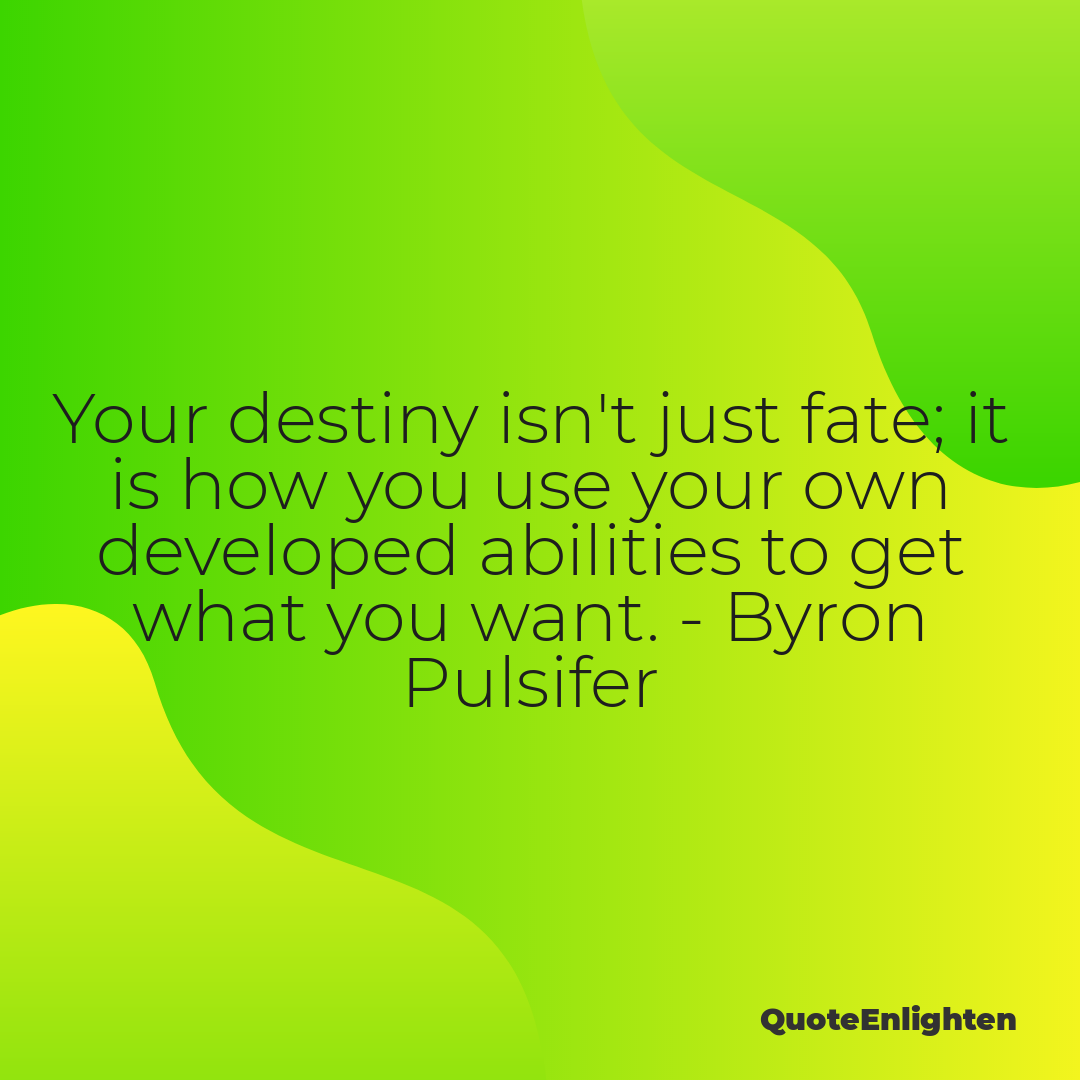 Your destiny isn't just fate; it
is how you use your own
developed abilities to get
what you want. - Byron
Pulsifer
QuoteEnlighten